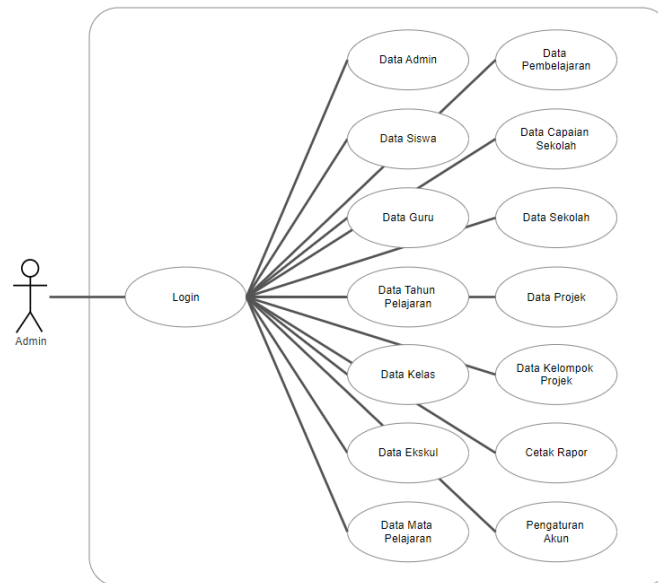 Data Admin
Data
Pembelajaran
Data Siswa
Data Capaian
Sekolah
Data Guru
Data Sekolah
Admin
Login
Data Tahun
Pelajaran
Data Projek
Data Kelas
Data Kelompok
Projek
Data Ekskul
Cetak Rapor
Data Mata
Pelajaran
Pengaturan
Akun